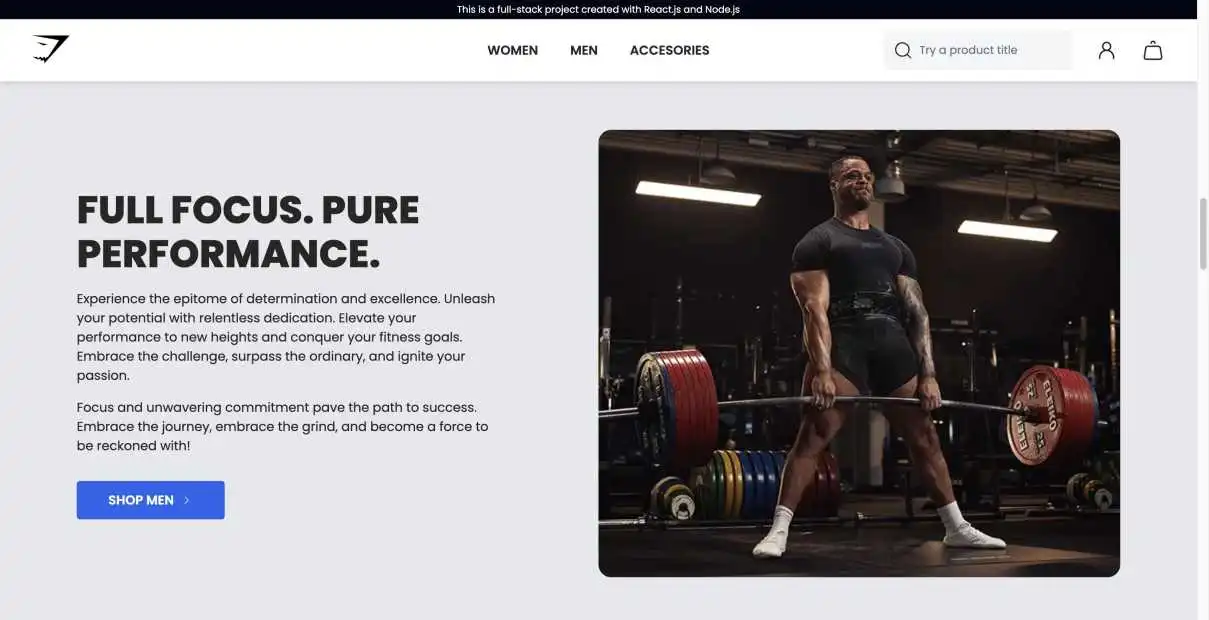 This is a full-stack project created with React.js and Node.js
WOMEN MEN ACCESORIES Try a product title
FULL FOCUS. PURE
PERFORMANCE.
Experience the epitome of determination and excellence. Unleash
your potential with relentless dedication. Elevate your
performance to new heights and conquer your fitness goals.
Embrace the challenge, surpass the ordinary, and ignite your
passion.
Focus and unwavering commitment pave the path to success.
Embrace the journey, embrace the grind, and become a force to
be reckoned with!
SHOP MEN
ELEIKO
25
ELEIKO
25